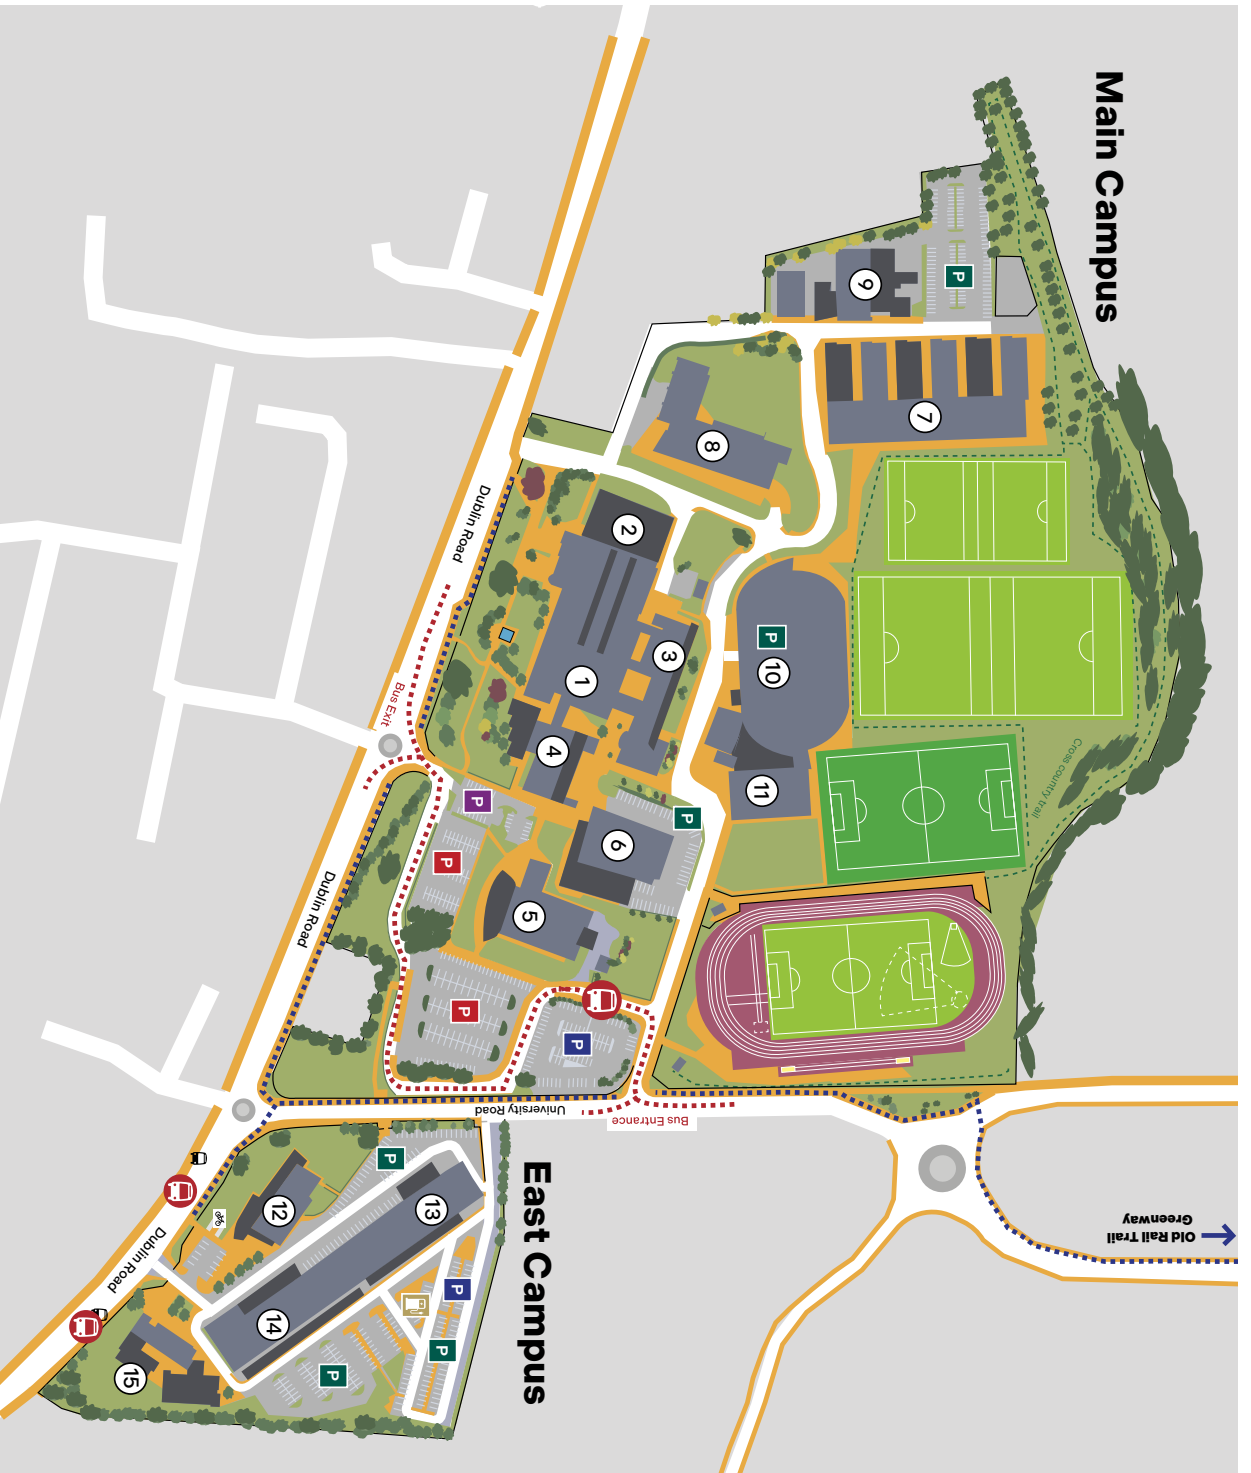 Main Campus
P
9
7
8
Dublin Road
2
3
1
P
10
Bus Exit
4
11
Cross country trail
P
P
6
P
5
Dublin Road
P
P
University Road
Bus Entrance
Old Rail Trail
Greenway
East Campus
P
13
12
Dublin Road
P
14
P
P
15